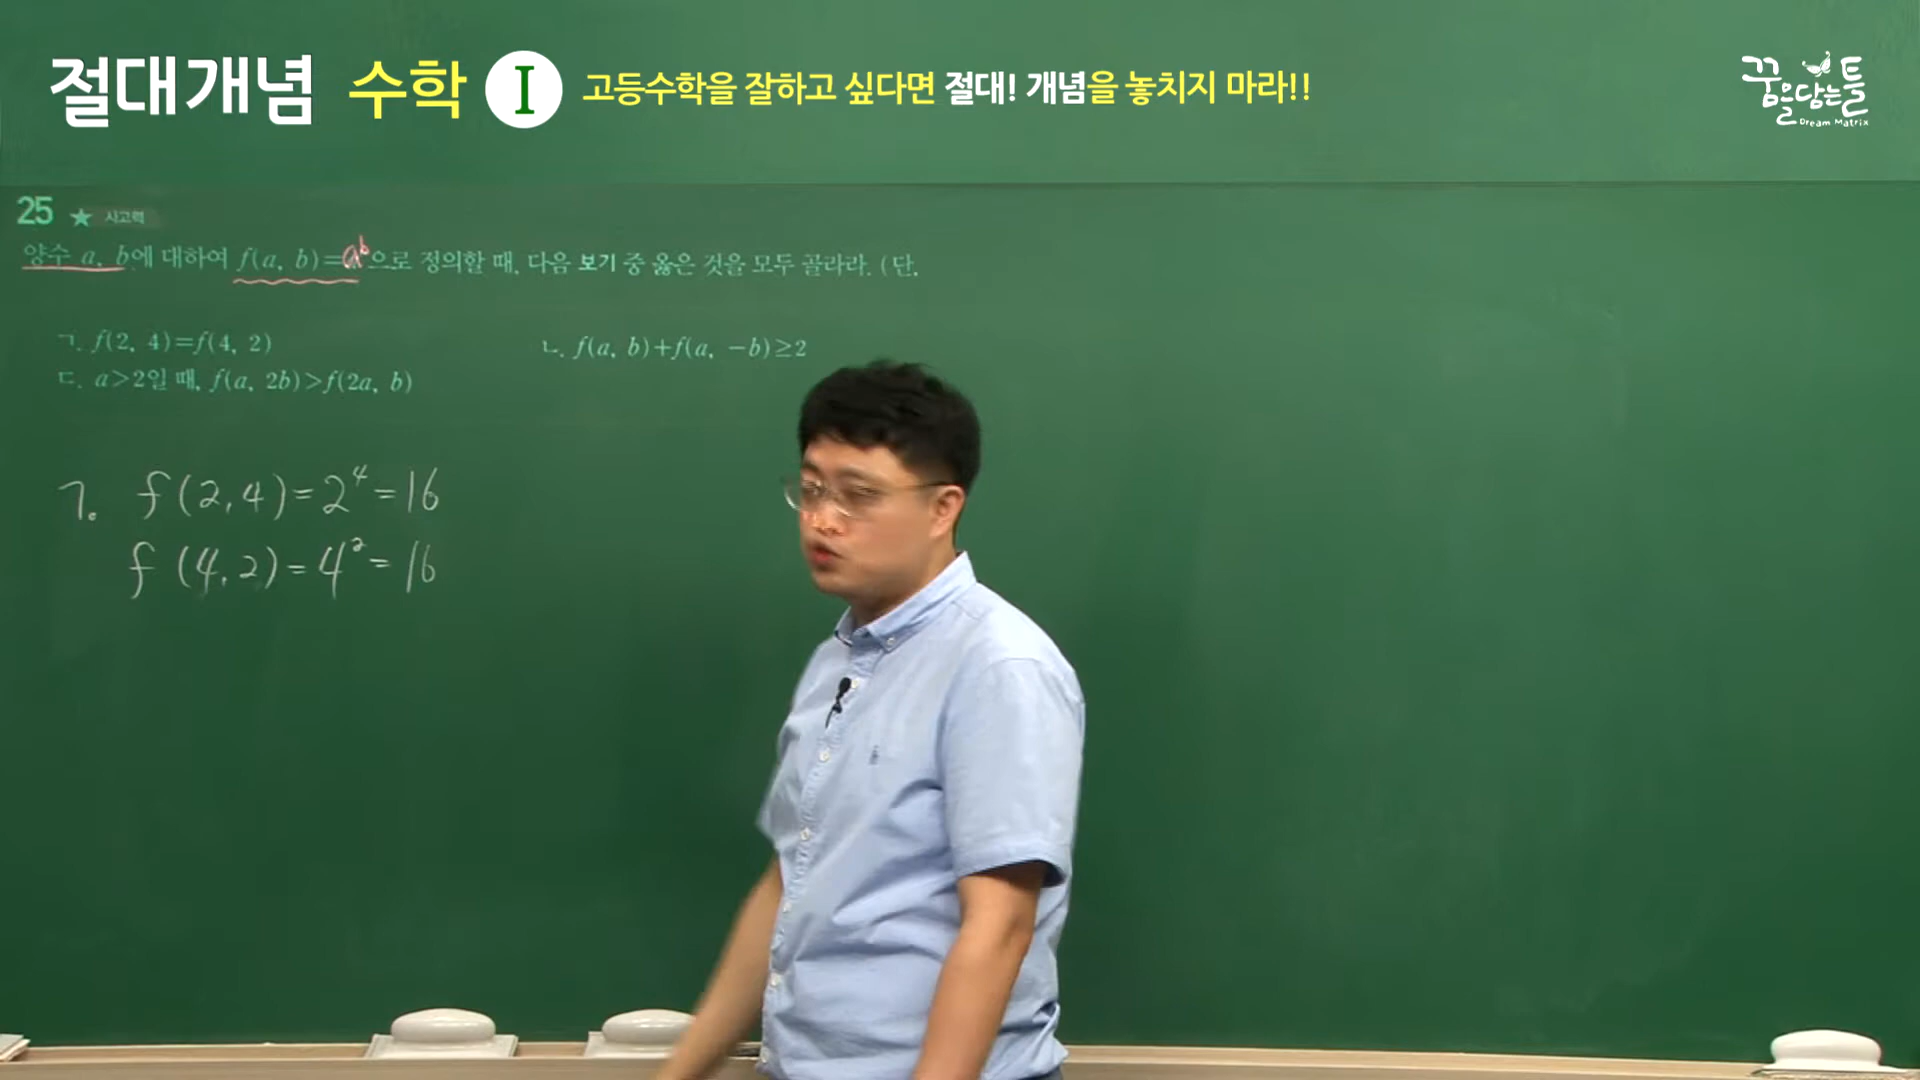 절대개념 수학 I 고등수학을 잘하고 싶다면 절대! 개념을 놓치지 마라!!
꿈을담는틀
Dream Matrix
25 ★ 사고력
양수 a, b에 대하여 f(a, b)=a^b으로 정의할 때, 다음 보기 중 옳은 것을 모두 골라라. (단,
ㄱ. f(2, 4)=f(4, 2) ㄴ. f(a, b)+f(a, −b)≥2
ㄷ. a>2일 때, f(a, 2b)>f(2a, b)
ㄱ. f(2,4)=2^4=16
f(4,2)=4^2=16